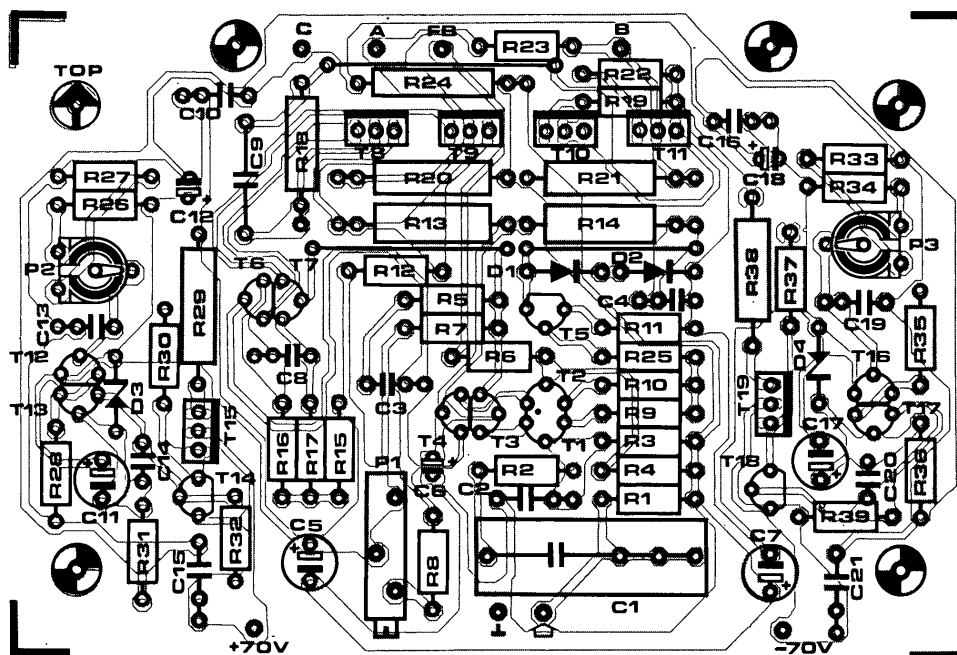 C A FB B
R23
TOP
R24 R22
R19
C10 C9 R18 C16
T8 T9 T10 T11
R27 R20 R21 C18 R33
R26 R34
C12
R13 R14
P2 T6 T7 R12 D1 D2 R38 R37 P3
R29 R5 C4
C13 R7 T5 R11 C19 R35
R30 C8 R6 R25 D4
T12 T2 R10 T16
T13 D3 C3 R9 T19 T17
T15 T4 T3 T1 R3 C17
R28 C14 R16 R17 R15 P1 C6 R2 R4 T18 C20 R36
C11 T14 C2 R1
R31 R32 C5 R8 R39
C15 C7 C21
C1
+70V -70V